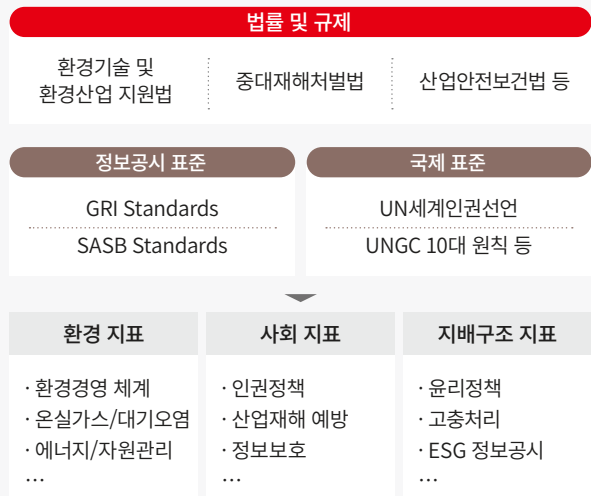 법률 및 규제
환경기술 및
환경산업 지원법
중대재해처벌법
산업안전보건법 등
정보공시 표준
GRI Standards
SASB Standards
국제 표준
UN세계인권선언
UNGC 10대 원칙 등
환경 지표
· 환경경영 체계
· 온실가스/대기오염
· 에너지/자원관리
…
사회 지표
· 인권정책
· 산업재해 예방
· 정보보호
…
지배구조 지표
· 윤리정책
· 고충처리
· ESG 정보공시
…